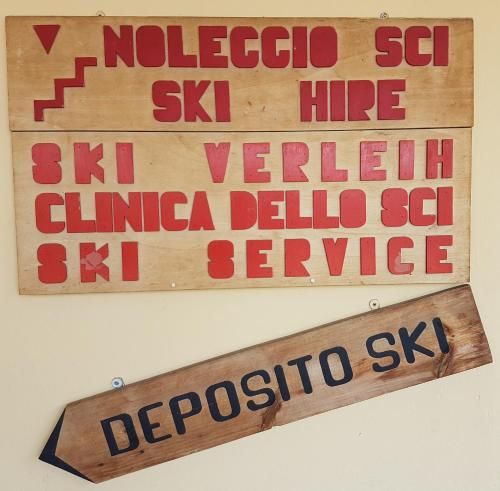 NOLEGGIO SCI
SKI HIRE
SKI VERLEIH
CLINICA DELLO SCI
SKI SERVICE
DEPOSITO SKI